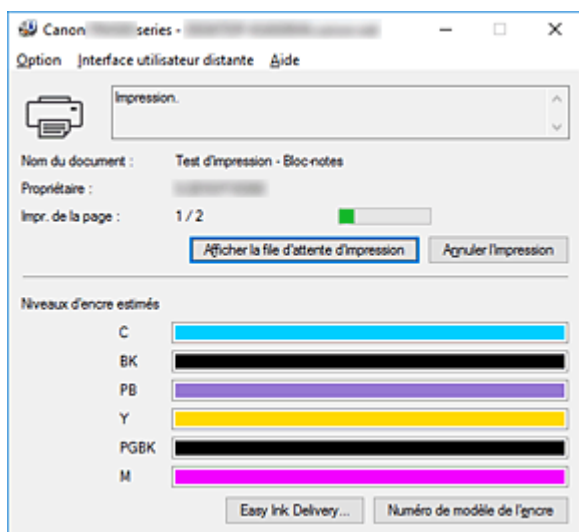 Canon series -
Option Interface utilisateur distante Aide
Impression.
Nom du document : Test d'impression - Bloc-notes
Propriétaire :
Impr. de la page : 1 / 2
Afficher la file d'attente d'impression Annuler l'impression
Niveaux d'encre estimés
C
BK
PB
Y
PGBK
M
Easy Ink Delivery... Numéro de modèle de l'encre